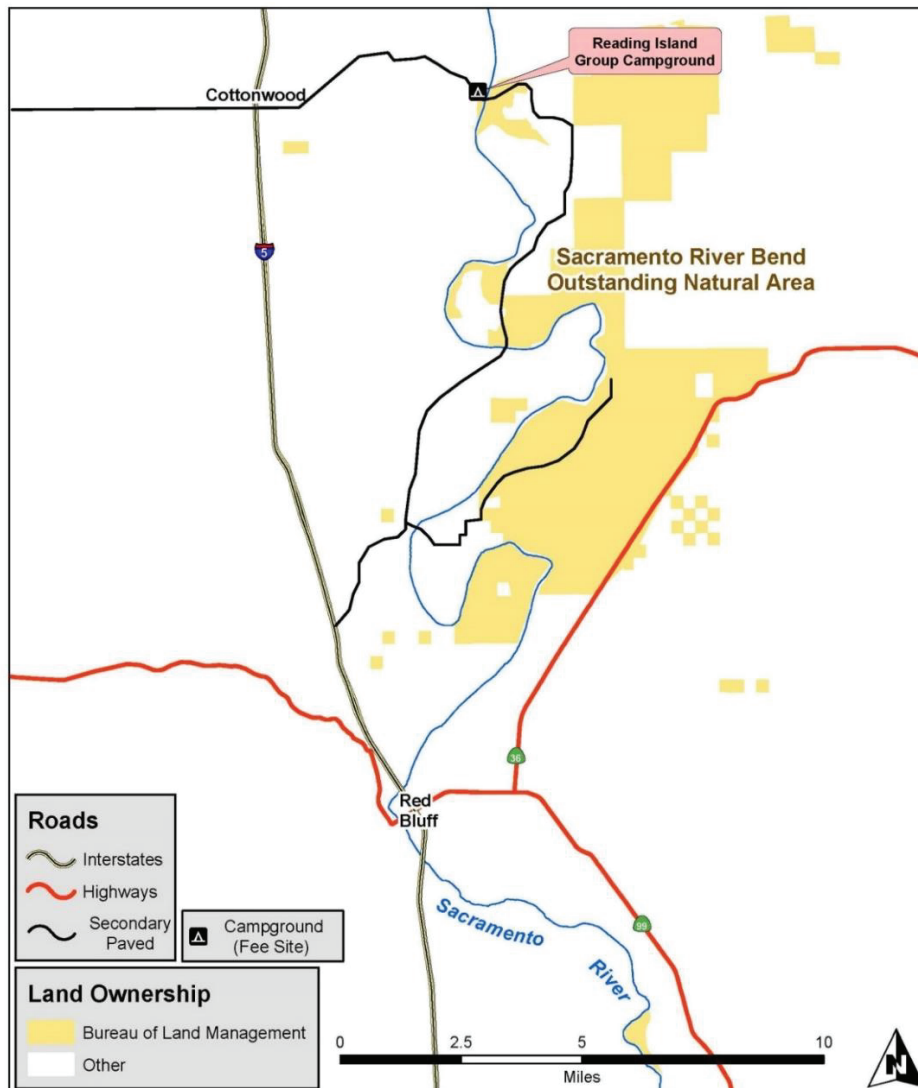 Reading Island
Group Campground
Cottonwood
5
Sacramento River Bend
Outstanding Natural Area
36
Red
Bluff
99
Sacramento
River
Roads
Interstates
Highways
Secondary
Paved
Campground
(Fee Site)
Land Ownership
Bureau of Land Management
Other
0
2.5
5
10
Miles
N